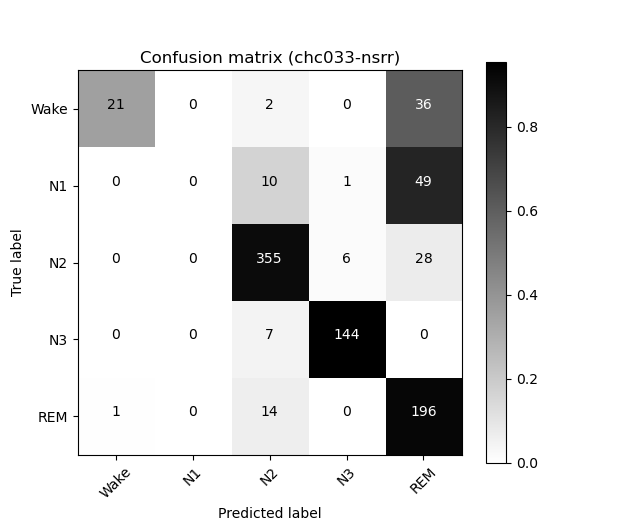 Confusion matrix (chc033-nsrr)
True label
Wake 21 0 2 0 36
N1 0 0 10 1 49
N2 0 0 355 6 28
N3 0 0 7 144 0
REM 1 0 14 0 196
Wake N1 N2 N3 REM
Predicted label
0.8
0.6
0.4
0.2
0.0